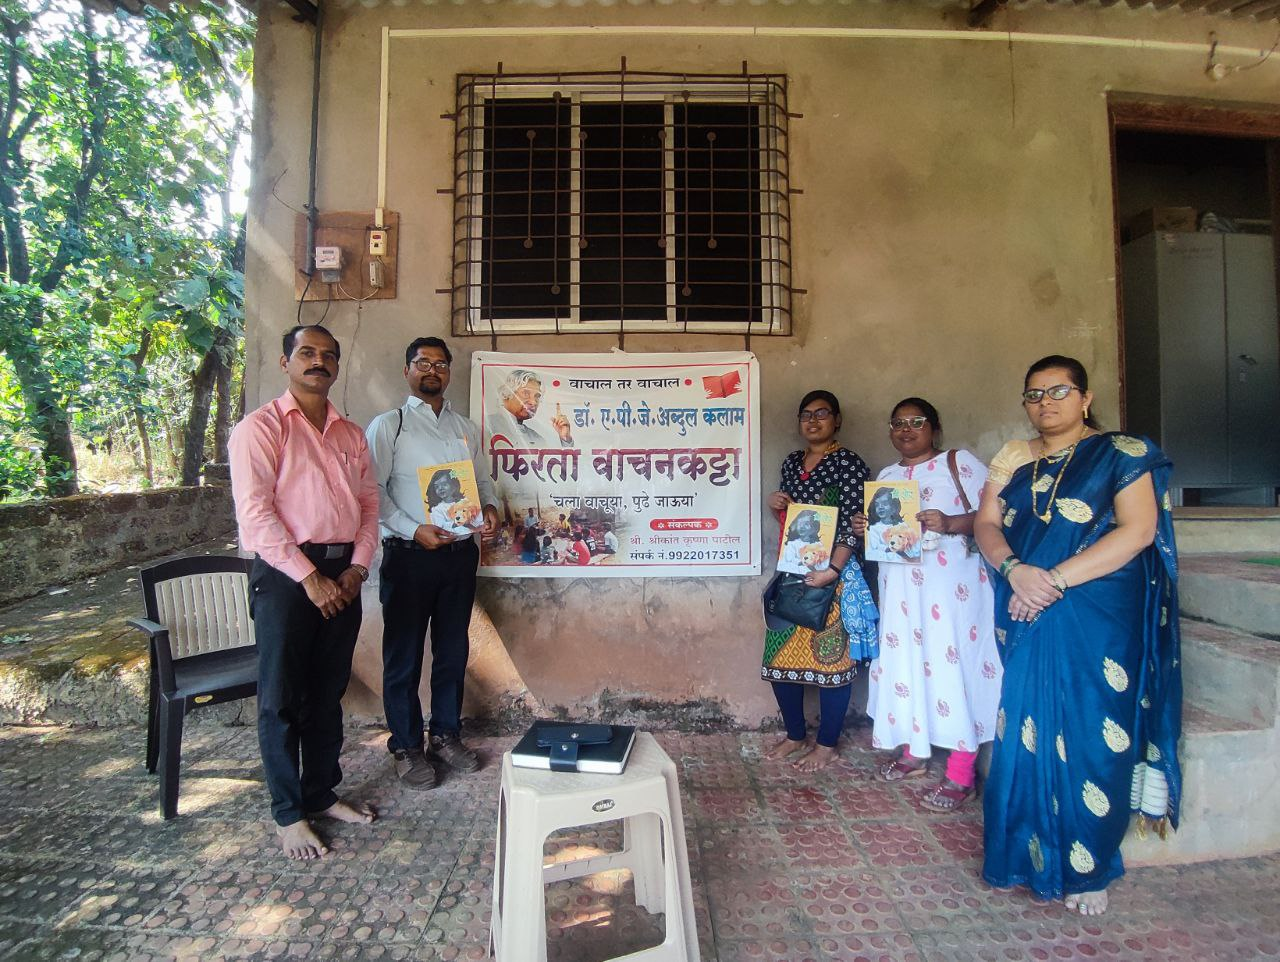 • वाचाल तर वाचाल •
डॉ. ए.पी.जे.अब्दुल कलाम
फिरता वाचनकट्टा
'चला वाचूया, पुढे जाऊया'
* संकल्पक *
श्री. श्रीकांत कृष्णा पाटील
संपर्क नं.9922017351